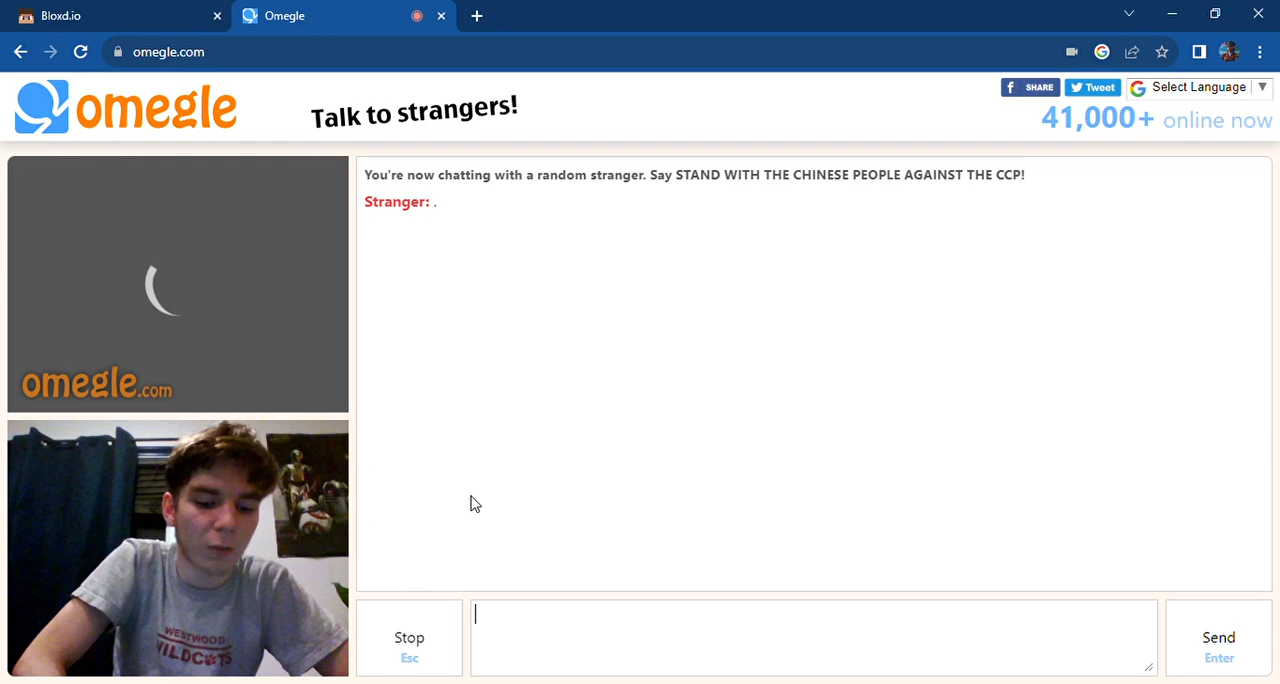 Bloxd.io
Omegle
omegle.com
omegle
Talk to strangers!
SHARE
Tweet
Select Language
41,000+ online now
You're now chatting with a random stranger. Say STAND WITH THE CHINESE PEOPLE AGAINST THE CCP!
Stranger: .
omegle.com
WESTWOOD
WILDCATS
Stop
Esc
Send
Enter